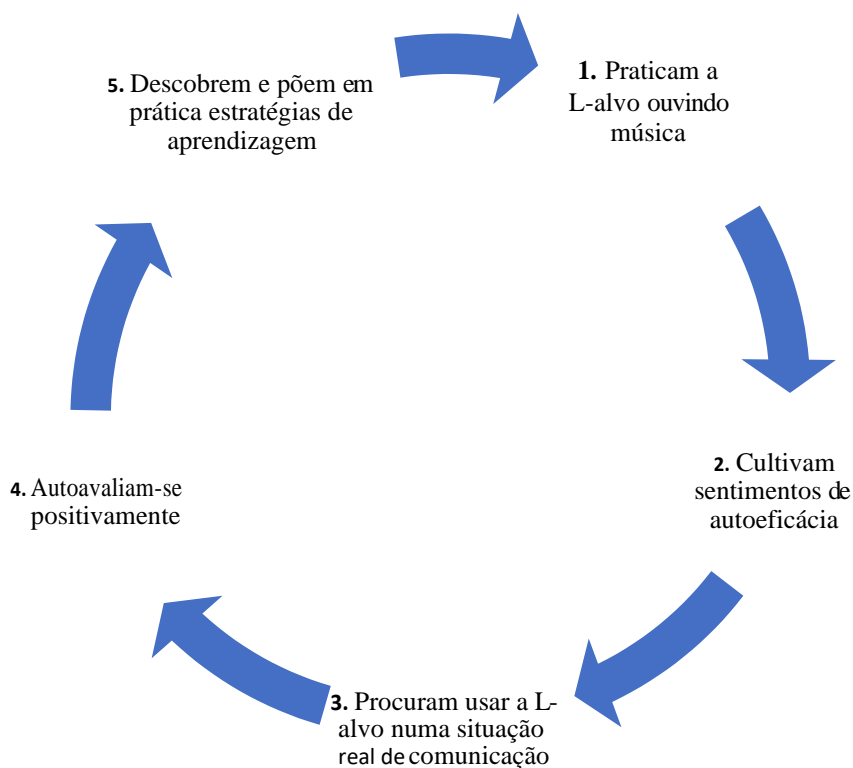 1. Praticam a
L-alvo ouvindo
música
2. Cultivam
sentimentos de
autoeficácia
3. Procuram usar a L-
alvo numa situação
real de comunicação
4. Autoavaliam-se
positivamente
5. Descobrem e põem em
prática estratégias de
aprendizagem